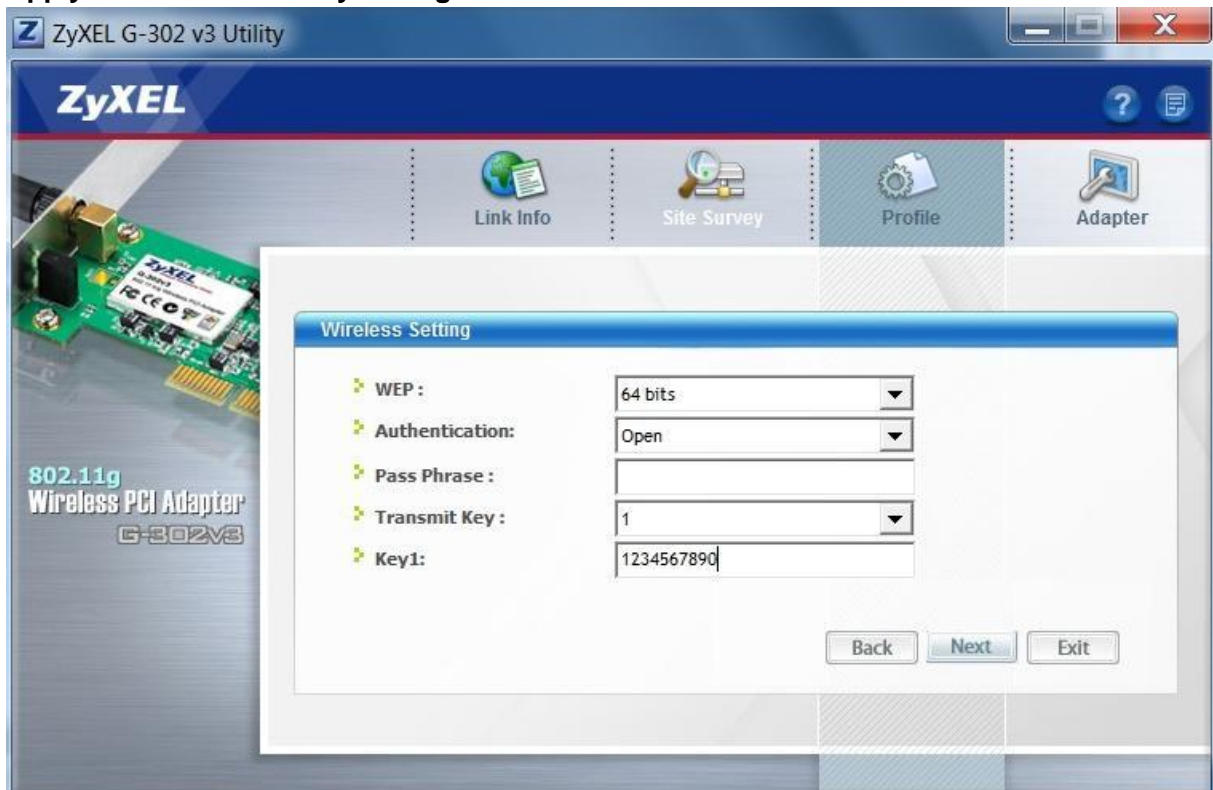 ZyXEL G-302 v3 Utility
ZyXEL
Link Info
Site Survey
Profile
Adapter
ZyXEL
802.11g
Wireless PCI Adapter
G-302V3
Wireless Setting
WEP :
64 bits
Authentication:
Open
Pass Phrase :
Transmit Key :
1
Key1:
1234567890
Back
Next
Exit